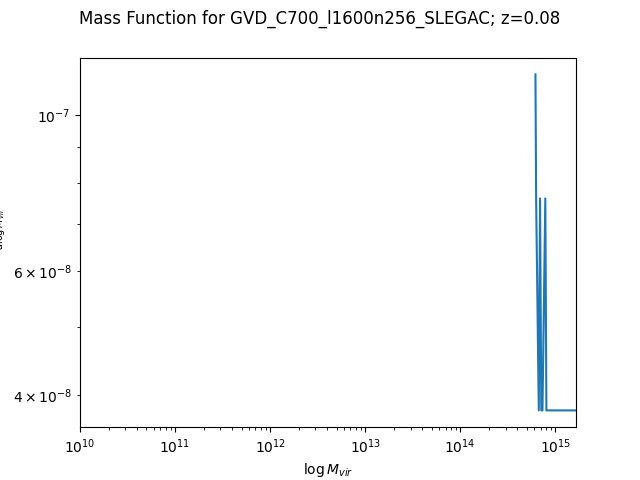 Mass Function for GVD_C700_l1600n256_SLEGAC; z=0.08
10⁻⁷
6 × 10⁻⁸
4 × 10⁻⁸
10¹⁰ 10¹¹ 10¹² 10¹³ 10¹⁴ 10¹⁵
log M_vir